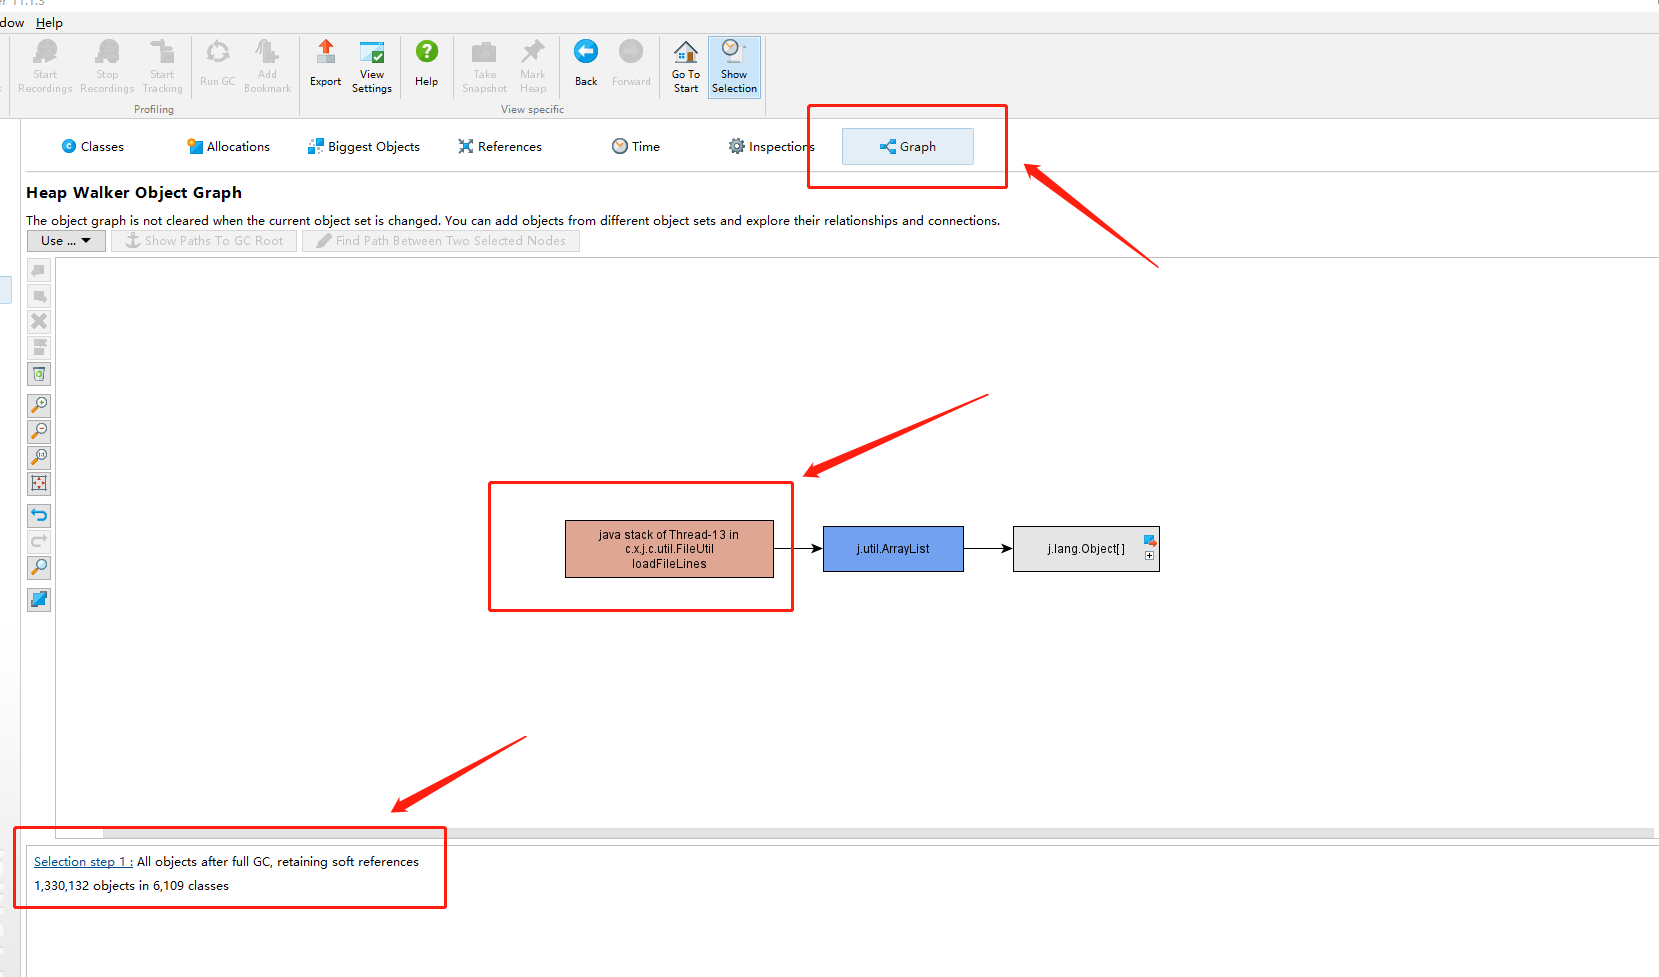 11.1.3
dow Help
Start Recordings
Stop Recordings
Start Tracking
Run GC
Add Bookmark
Export
View Settings
Help
Take Snapshot
Mark Heap
Back
Forward
Go To Start
Show Selection
Profiling
View specific
Classes
Allocations
Biggest Objects
References
Time
Inspections
Graph
Heap Walker Object Graph
The object graph is not cleared when the current object set is changed. You can add objects from different object sets and explore their relationships and connections.
Use ...
Show Paths To GC Root
Find Path Between Two Selected Nodes
java stack of Thread-13 in
c.x.j.c.util.FileUtil
loadFileLines
j.util.ArrayList
j.lang.Object[]
Selection step 1 : All objects after full GC, retaining soft references
1,330,132 objects in 6,109 classes